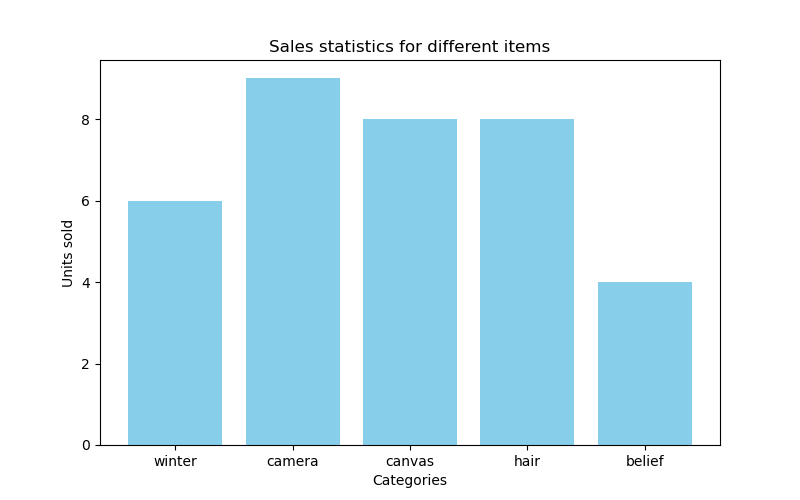 Sales statistics for different items
Units sold
8
6
4
2
0
winter camera canvas hair belief
Categories